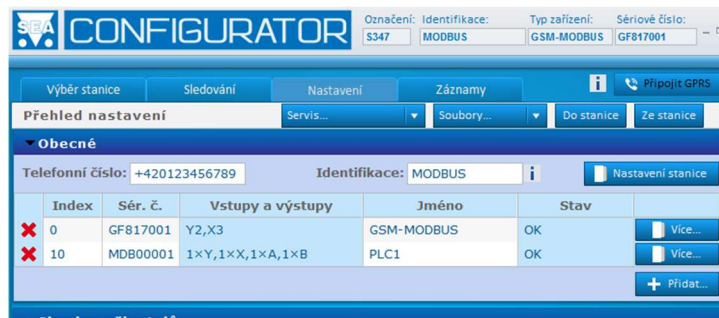 SEA CONFIGURATOR
Označení: Identifikace: Typ zařízení: Sériové číslo:
S347 MODBUS GSM-MODBUS GF817001
Výběr stanice Sledování Nastavení Záznamy i Připojit GPRS
Přehled nastavení Servis... Soubory... Do stanice Ze stanice
Obecné
Telefonní číslo: +420123456789 Identifikace: MODBUS i Nastavení stanice
Index Sér. č. Vstupy a výstupy Jméno Stav
0 GF817001 Y2,X3 GSM-MODBUS OK Více...
10 MDB00001 1×Y,1×X,1×A,1×B PLC1 OK Více...
Přidat...